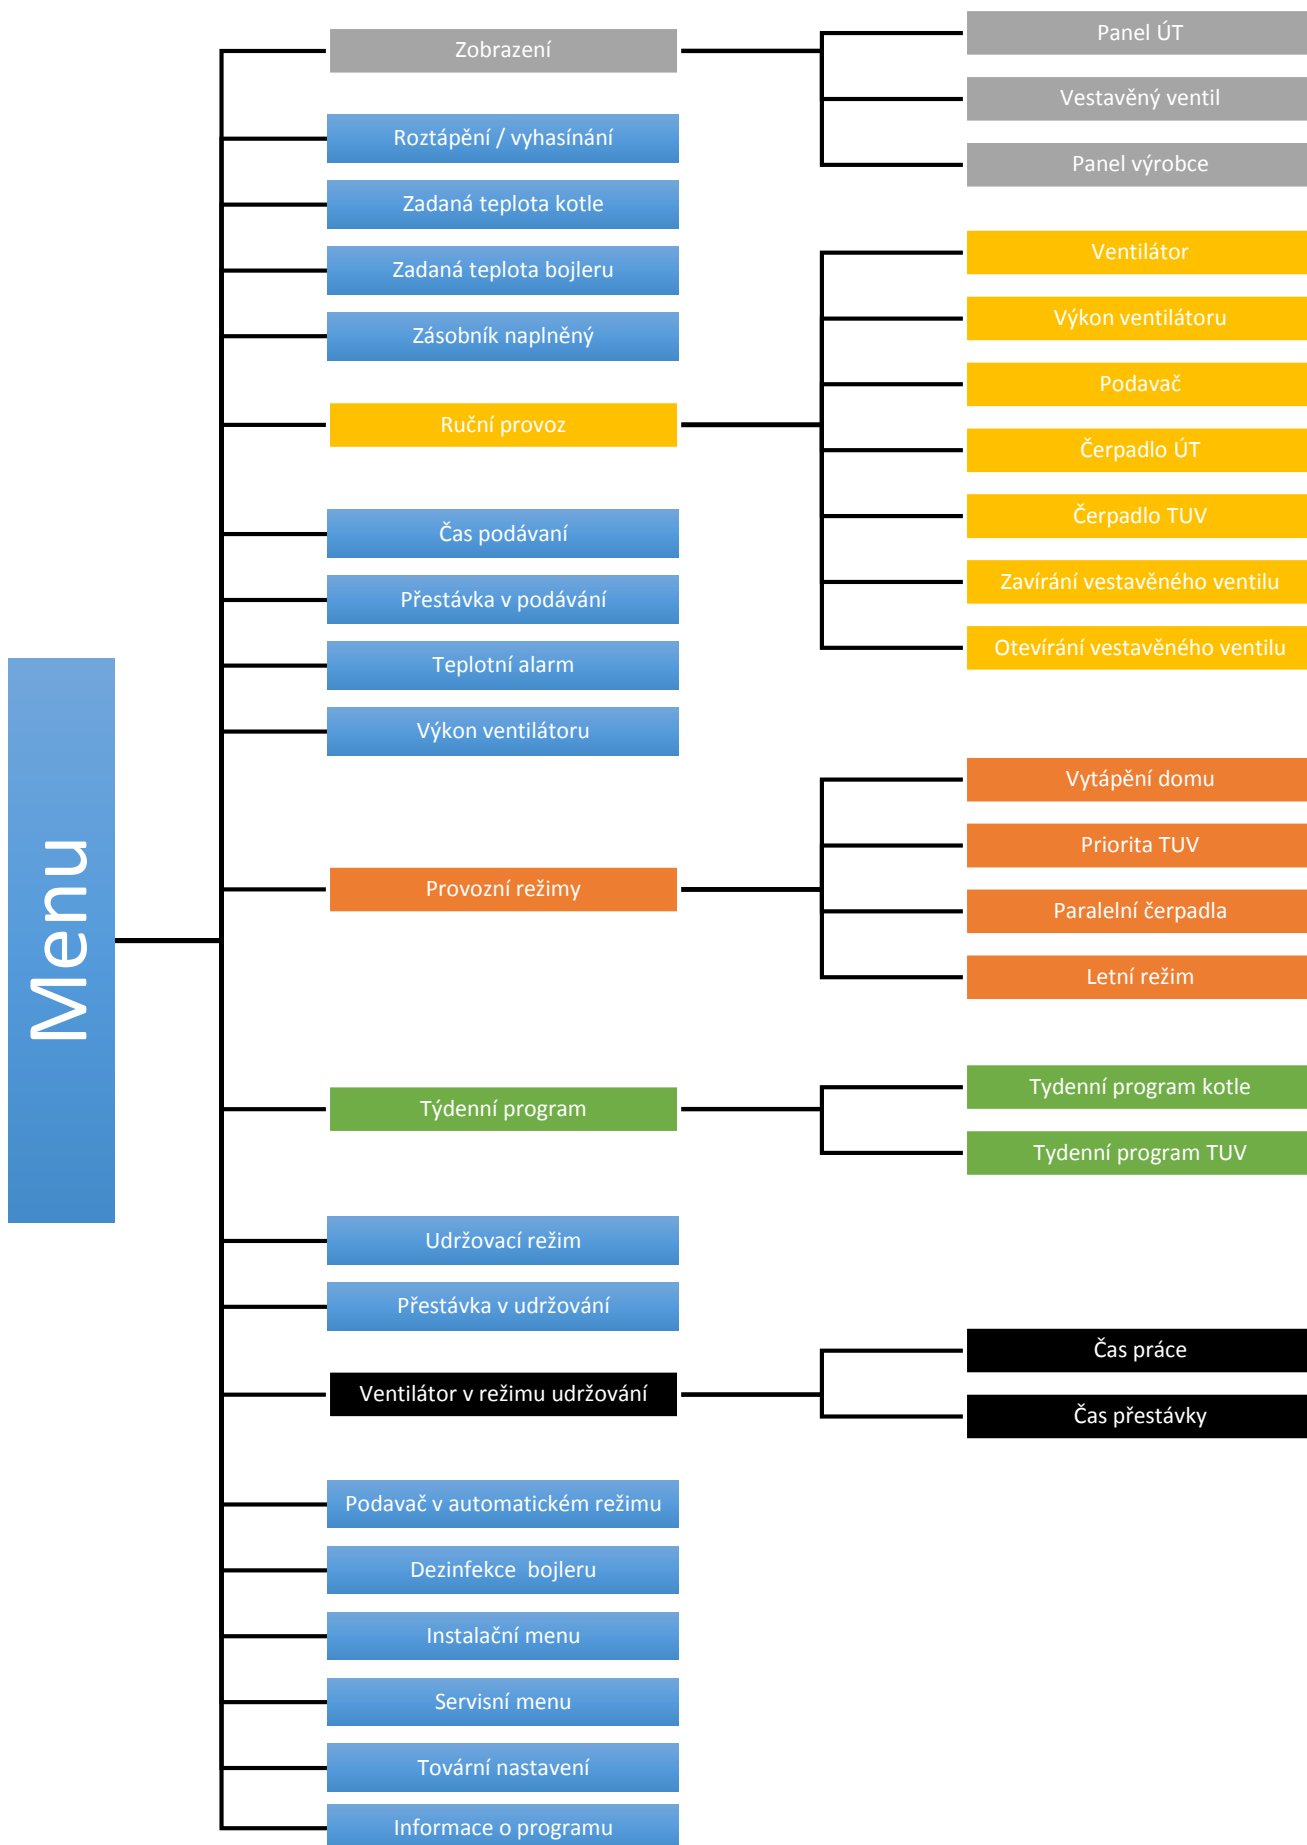 Menu
Zobrazení
Panel ÚT
Vestavěný ventil
Panel výrobce
Roztápění / vyhasínání
Zadaná teplota kotle
Zadaná teplota bojleru
Zásobník naplněný
Ruční provoz
Ventilátor
Výkon ventilátoru
Podavač
Čerpadlo ÚT
Čerpadlo TUV
Zavírání vestavěného ventilu
Otevírání vestavěného ventilu
Čas podávaní
Přestávka v podávání
Teplotní alarm
Výkon ventilátoru
Provozní režimy
Vytápění domu
Priorita TUV
Paralelní čerpadla
Letní režim
Týdenní program
Tydenní program kotle
Tydenní program TUV
Udržovací režim
Přestávka v udržování
Ventilátor v režimu udržování
Čas práce
Čas přestávky
Podavač v automatickém režimu
Dezinfekce  bojleru
Instalační menu
Servisní menu
Tovární nastavení
Informace o programu